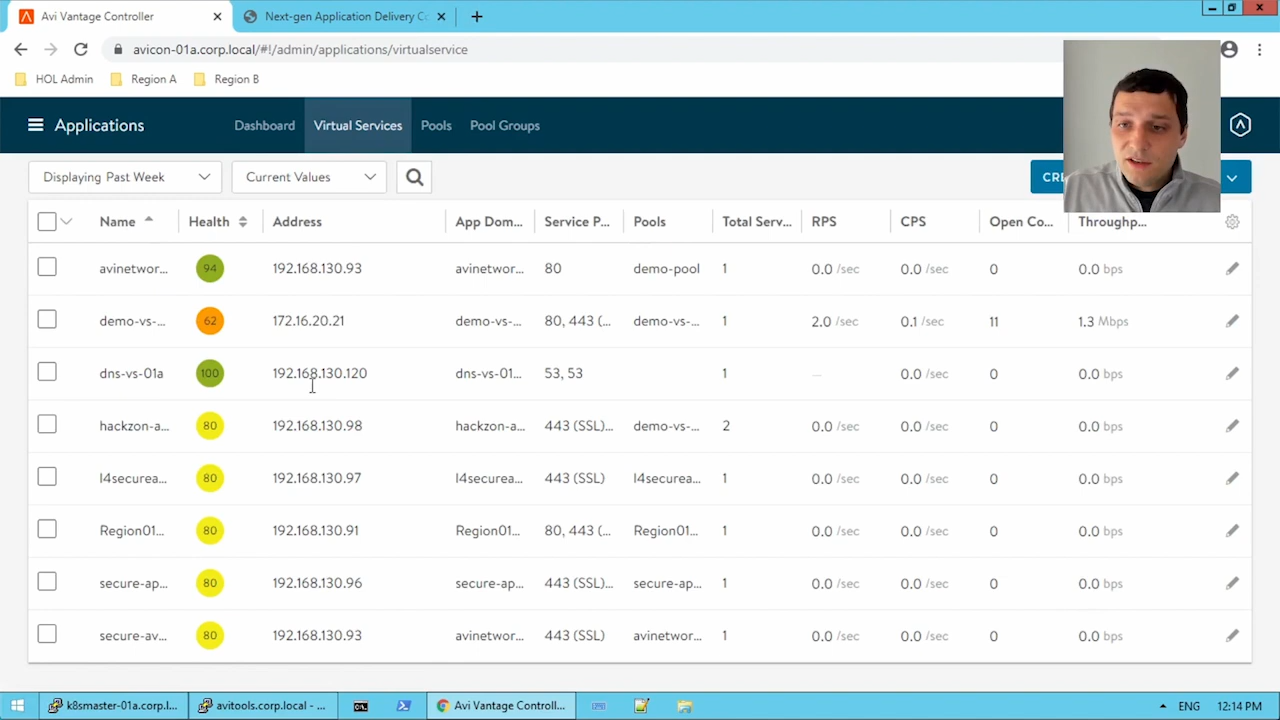 Avi Vantage Controller
Next-gen Application Delivery Co
avicon-01a.corp.local/#!/admin/applications/virtualservice
HOL Admin Region A Region B
Applications Dashboard Virtual Services Pools Pool Groups
Displaying Past Week Current Values CRE
Name Health Address App Dom... Service P... Pools Total Serv... RPS CPS Open Co... Throughp...
avinetwor... 94 192.168.130.93 avinetwor... 80 demo-pool 1 0.0 /sec 0.0 /sec 0 0.0 bps
demo-vs-... 62 172.16.20.21 demo-vs-... 80, 443 (... demo-vs-... 1 2.0 /sec 0.1 /sec 11 1.3 Mbps
dns-vs-01a 100 192.168.130.120 dns-vs-01... 53, 53 1 — 0.0 /sec 0 0.0 bps
hackzon-a... 80 192.168.130.98 hackzon-a... 443 (SSL)... demo-vs-... 2 0.0 /sec 0.0 /sec 0 0.0 bps
l4securea... 80 192.168.130.97 l4securea... 443 (SSL) l4securea... 1 0.0 /sec 0.0 /sec 0 0.0 bps
Region01... 80 192.168.130.91 Region01... 80, 443 (... Region01... 1 0.0 /sec 0.0 /sec 0 0.0 bps
secure-ap... 80 192.168.130.96 secure-ap... 443 (SSL)... secure-ap... 1 0.0 /sec 0.0 /sec 0 0.0 bps
secure-av... 80 192.168.130.93 avinetwor... 443 (SSL) avinetwor... 1 0.0 /sec 0.0 /sec 0 0.0 bps
k8smaster-01a.corp.l... avitools.corp.local - ... Avi Vantage Controll... ENG 12:14 PM